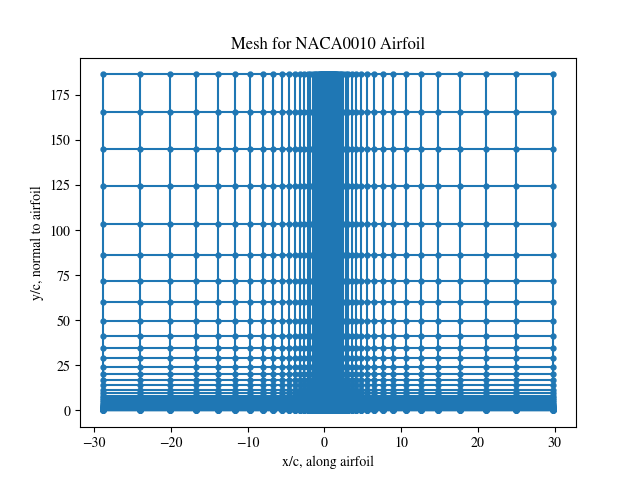 Mesh for NACA0010 Airfoil
y/c, normal to airfoil
175
150
125
100
75
50
25
0
−30 −20 −10 0 10 20 30
x/c, along airfoil